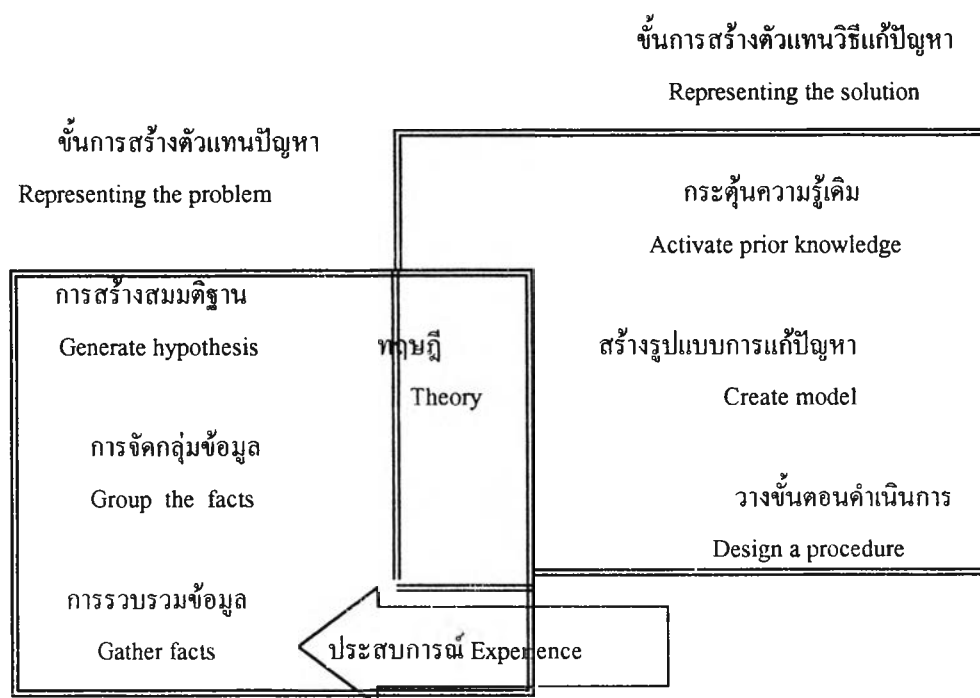 ขั้นการสร้างตัวแทนวิธีแก้ปัญหา
Representing the solution
ขั้นการสร้างตัวแทนปัญหา
Representing the problem
กระตุ้นความรู้เดิม
Activate prior knowledge
การสร้างสมมติฐาน
Generate hypothesis
ทฤษฎี
Theory
สร้างรูปแบบการแก้ปัญหา
Create model
การจัดกลุ่มข้อมูล
Group the facts
วางขั้นตอนดำเนินการ
Design a procedure
การรวบรวมข้อมูล
Gather facts
ประสบการณ์ Experience